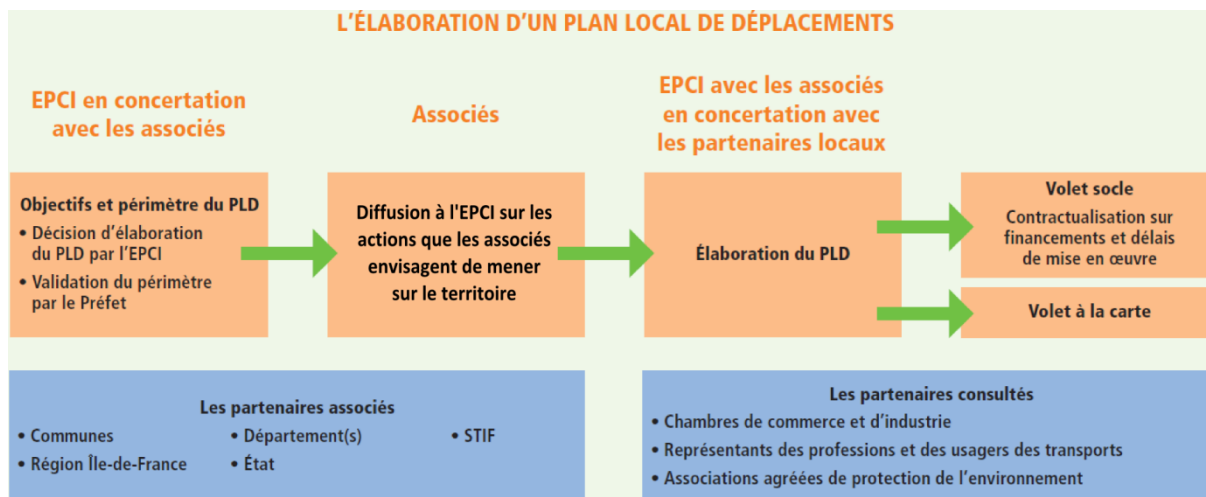 L’ÉLABORATION D’UN PLAN LOCAL DE DÉPLACEMENTS
EPCI en concertation
avec les associés
Associés
EPCI avec les associés
en concertation avec
les partenaires locaux
Objectifs et périmètre du PLD
• Décision d’élaboration
du PLD par l’EPCI
• Validation du périmètre
par le Préfet
Diffusion à l'EPCI sur les
actions que les associés
envisagent de mener
sur le territoire
Élaboration du PLD
Volet socle
Contractualisation sur
financements et délais
de mise en œuvre
Volet à la carte
Les partenaires associés
• Communes
• Département(s)
• STIF
• Région Île-de-France
• État
Les partenaires consultés
• Chambres de commerce et d’industrie
• Représentants des professions et des usagers des transports
• Associations agréées de protection de l’environnement